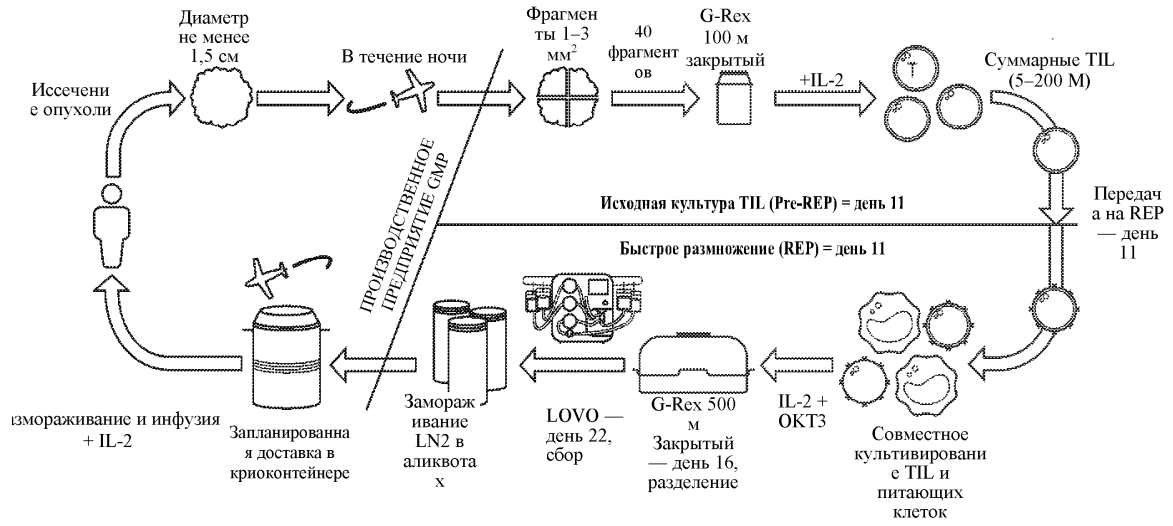 Иссечени
е опухоли
Диаметр
не менее
1,5 см
В течение ночи
Фрагмен
ты 1–3
мм²
40
фрагмент
ов
G-Rex
100 м
закрытый
+IL-2
Суммарные TIL
(5–200 M)
Передач
а на REP
— день
11
ПРОИЗВОДСТВЕННОЕ
ПРЕДПРИЯТИЕ GMP
Исходная культура TIL (Pre-REP) = день 11
Быстрое размножение (REP) = день 11
Совместное
культивировани
е TIL и
питающих
клеток
IL-2 +
OKT3
G-Rex 500
м
Закрытый
— день 16,
разделение
LOVO —
день 22,
сбор
Замораж
ивание
LN2 в
аликвота
х
Запланированна
я доставка в
криоконтейнере
змораживание и инфузия
+ IL-2